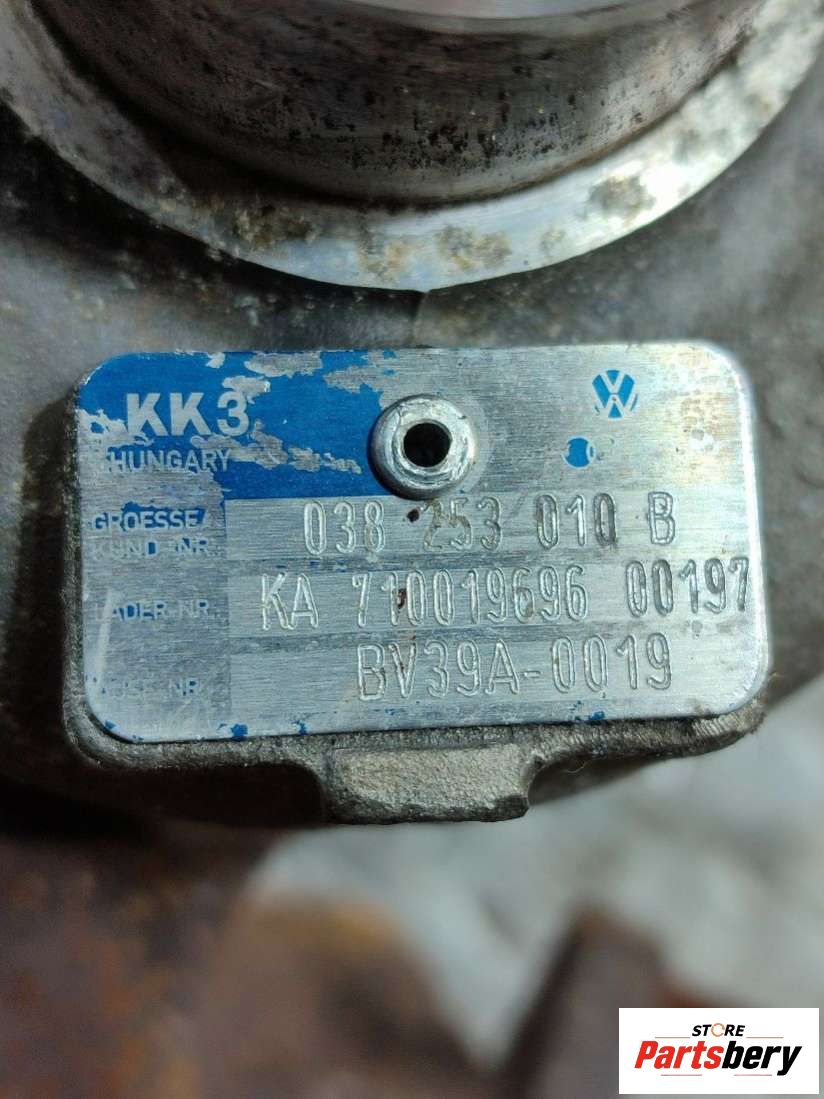 KK3
HUNGARY
GROESSE/
KUND-NR. 038 253 010 B
LADER-NR. KA 710019696 00197
BV39A-0019
STORE
Partsbery